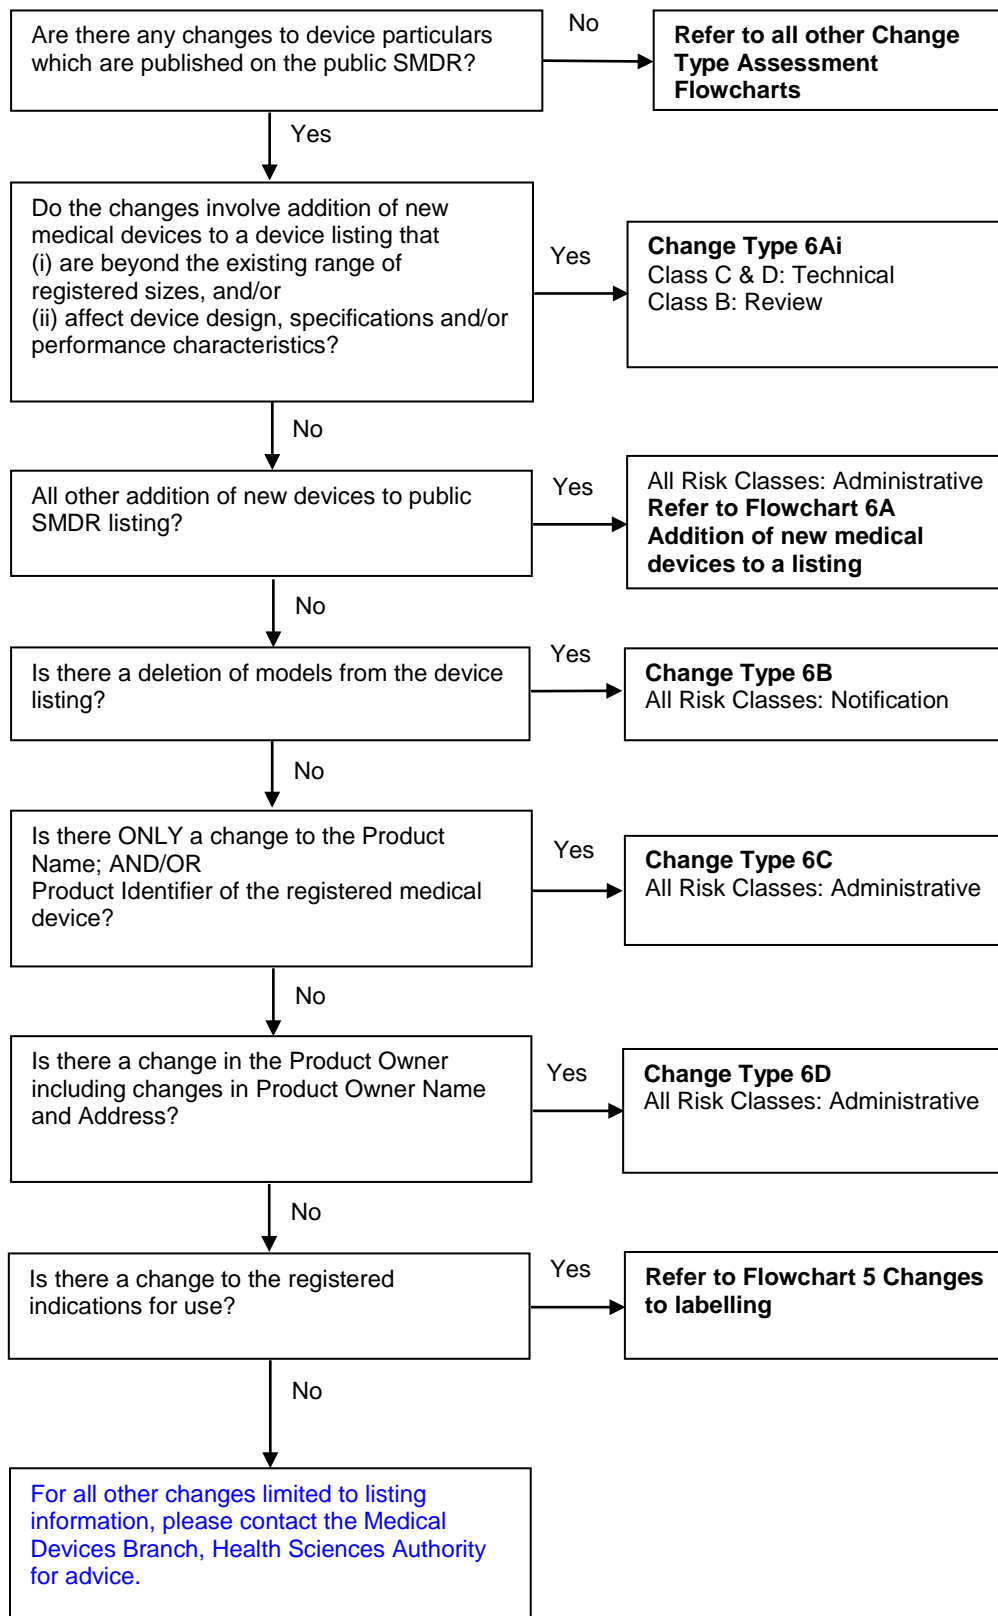 Are there any changes to device particulars
which are published on the public SMDR?
No
Refer to all other Change
Type Assessment
Flowcharts
Yes
Do the changes involve addition of new
medical devices to a device listing that
(i) are beyond the existing range of
registered sizes, and/or
(ii) affect device design, specifications and/or
performance characteristics?
Yes
Change Type 6Ai
Class C & D: Technical
Class B: Review
No
All other addition of new devices to public
SMDR listing?
Yes
All Risk Classes: Administrative
Refer to Flowchart 6A
Addition of new medical
devices to a listing
No
Is there a deletion of models from the device
listing?
Yes
Change Type 6B
All Risk Classes: Notification
No
Is there ONLY a change to the Product
Name; AND/OR
Product Identifier of the registered medical
device?
Yes
Change Type 6C
All Risk Classes: Administrative
No
Is there a change in the Product Owner
including changes in Product Owner Name
and Address?
Yes
Change Type 6D
All Risk Classes: Administrative
No
Is there a change to the registered
indications for use?
Yes
Refer to Flowchart 5 Changes
to labelling
No
For all other changes limited to listing
information, please contact the Medical
Devices Branch, Health Sciences Authority
for advice.